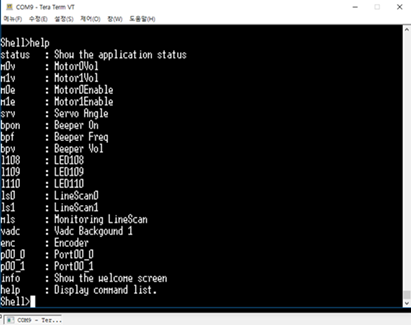 COM9 - Tera Term VT
메뉴(F) 수정(E) 설정(S) 제어(O) 창(W) 도움말(H)
Shell>help
status : Show the application status
m0v : Motor0Vol
m1v : Motor1Vol
m0e : Motor0Enable
m1e : Motor1Enable
srv : Servo Angle
bpon : Beeper On
bpf : Beeper Freq
bpv : Beeper Vol
l108 : LED108
l109 : LED109
l110 : LED110
ls0 : LineScan0
ls1 : LineScan1
mls : Monitoring LineScan
vadc : Vadc Backgound 1
enc : Encoder
p00_0 : Port00_0
p00_1 : Port00_1
info : Show the welcome screen
help : Display command list.
Shell>
COM9 - Ter...